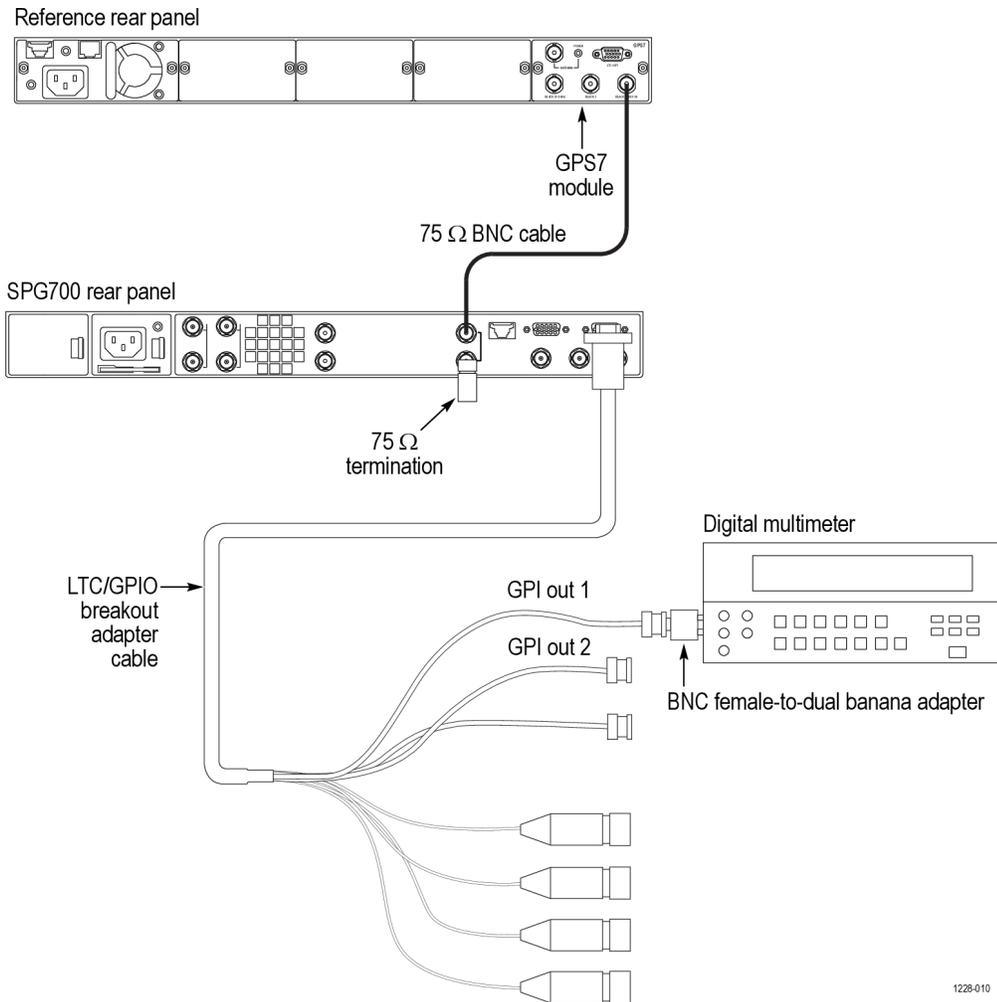 Reference rear panel
GPS7
GPS7
module
75 Ω BNC cable
SPG700 rear panel
75 Ω
termination
Digital multimeter
LTC/GPIO
breakout
adapter
cable
GPI out 1
GPI out 2
BNC female-to-dual banana adapter
1228-010